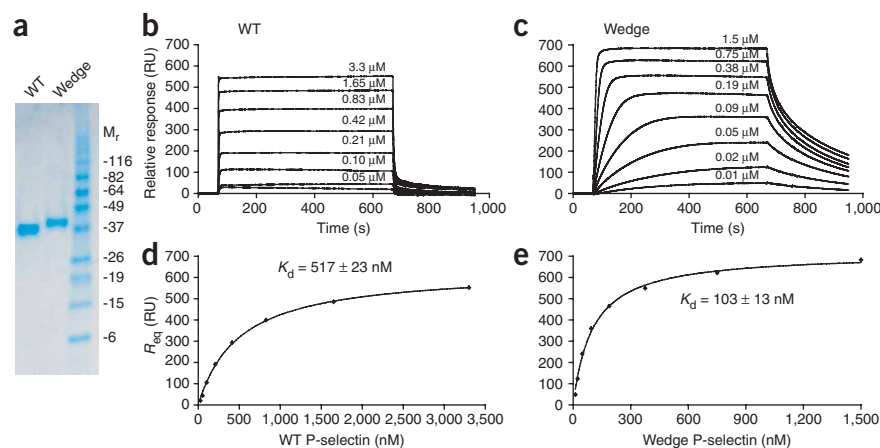 a
WT
Wedge
Mr
-116
-82
-64
-49
-37
-26
-19
-15
-6
b
WT
Relative response (RU)
700
600
500
400
300
200
100
0
3.3 µM
1.65 µM
0.83 µM
0.42 µM
0.21 µM
0.10 µM
0.05 µM
0 200 400 600 800 1,000
Time (s)
c
Wedge
700
600
500
400
300
200
100
0
1.5 µM
0.75 µM
0.38 µM
0.19 µM
0.09 µM
0.05 µM
0.02 µM
0.01 µM
0 200 400 600 800 1,000
Time (s)
d
Req (RU)
700
600
500
400
300
200
100
0
Kd = 517 ± 23 nM
0 500 1,000 1,500 2,000 2,500 3,000 3,500
WT P-selectin (nM)
e
700
600
500
400
300
200
100
0
Kd = 103 ± 13 nM
0 300 600 900 1,200 1,500
Wedge P-selectin (nM)